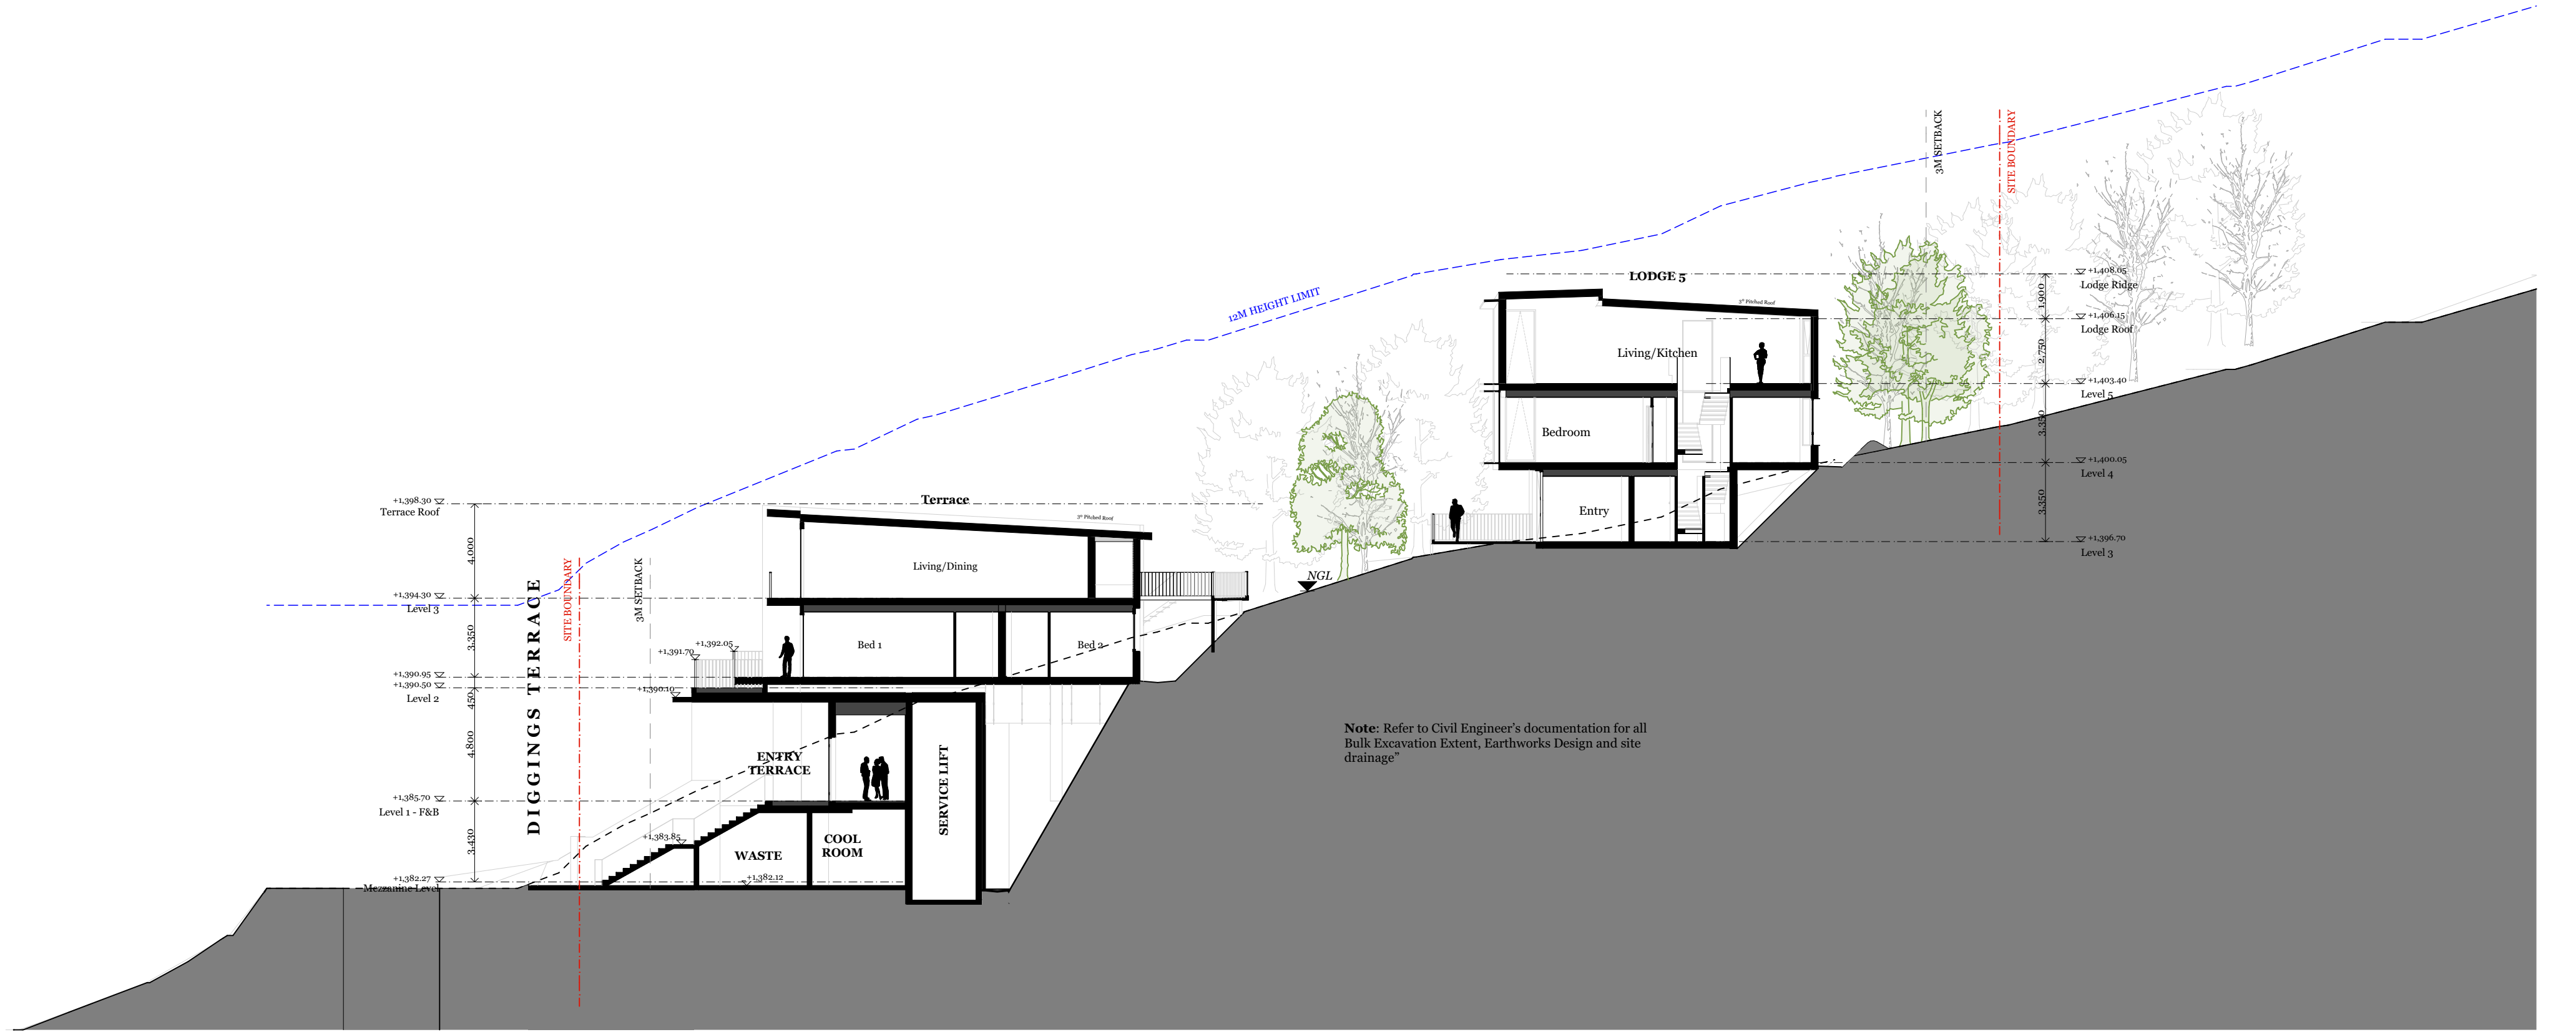 3M SETBACK
SITE BOUNDARY
12M HEIGHT LIMIT
LODGE 5
3° Pitched Roof
Living/Kitchen
Bedroom
Entry
+1,408.05
Lodge Ridge
1,900
+1,406.15
Lodge Roof
2,750
+1,403.40
Level 5
3,350
+1,400.05
Level 4
3,350
+1,396.70
Level 3
+1,398.30
Terrace Roof
4,000
+1,394.30
Level 3
3,350
+1,390.95
+1,390.50
Level 2
450
4,800
+1,385.70
Level 1 - F&B
3,430
+1,382.27
Mezzanine Level
DIGGINGS TERRACE
SITE BOUNDARY
3M SETBACK
Terrace
3° Pitched Roof
Living/Dining
+1,392.05
+1,391.70
Bed 1
Bed 2
+1,390.10
ENTRY
TERRACE
SERVICE LIFT
+1,383.85
WASTE
COOL
ROOM
+1,382.12
NGL
Note: Refer to Civil Engineer's documentation for all
Bulk Excavation Extent, Earthworks Design and site
drainage"